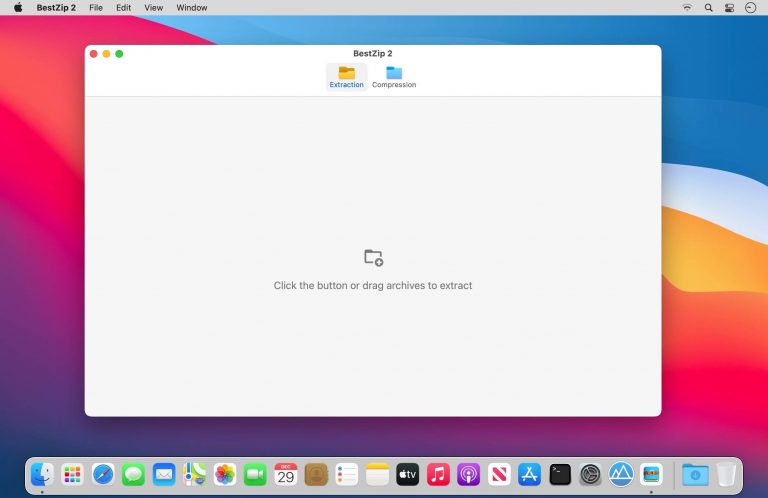 BestZip 2 File Edit View Window
BestZip 2
Extraction Compression
Click the button or drag archives to extract
DEC
29
tv